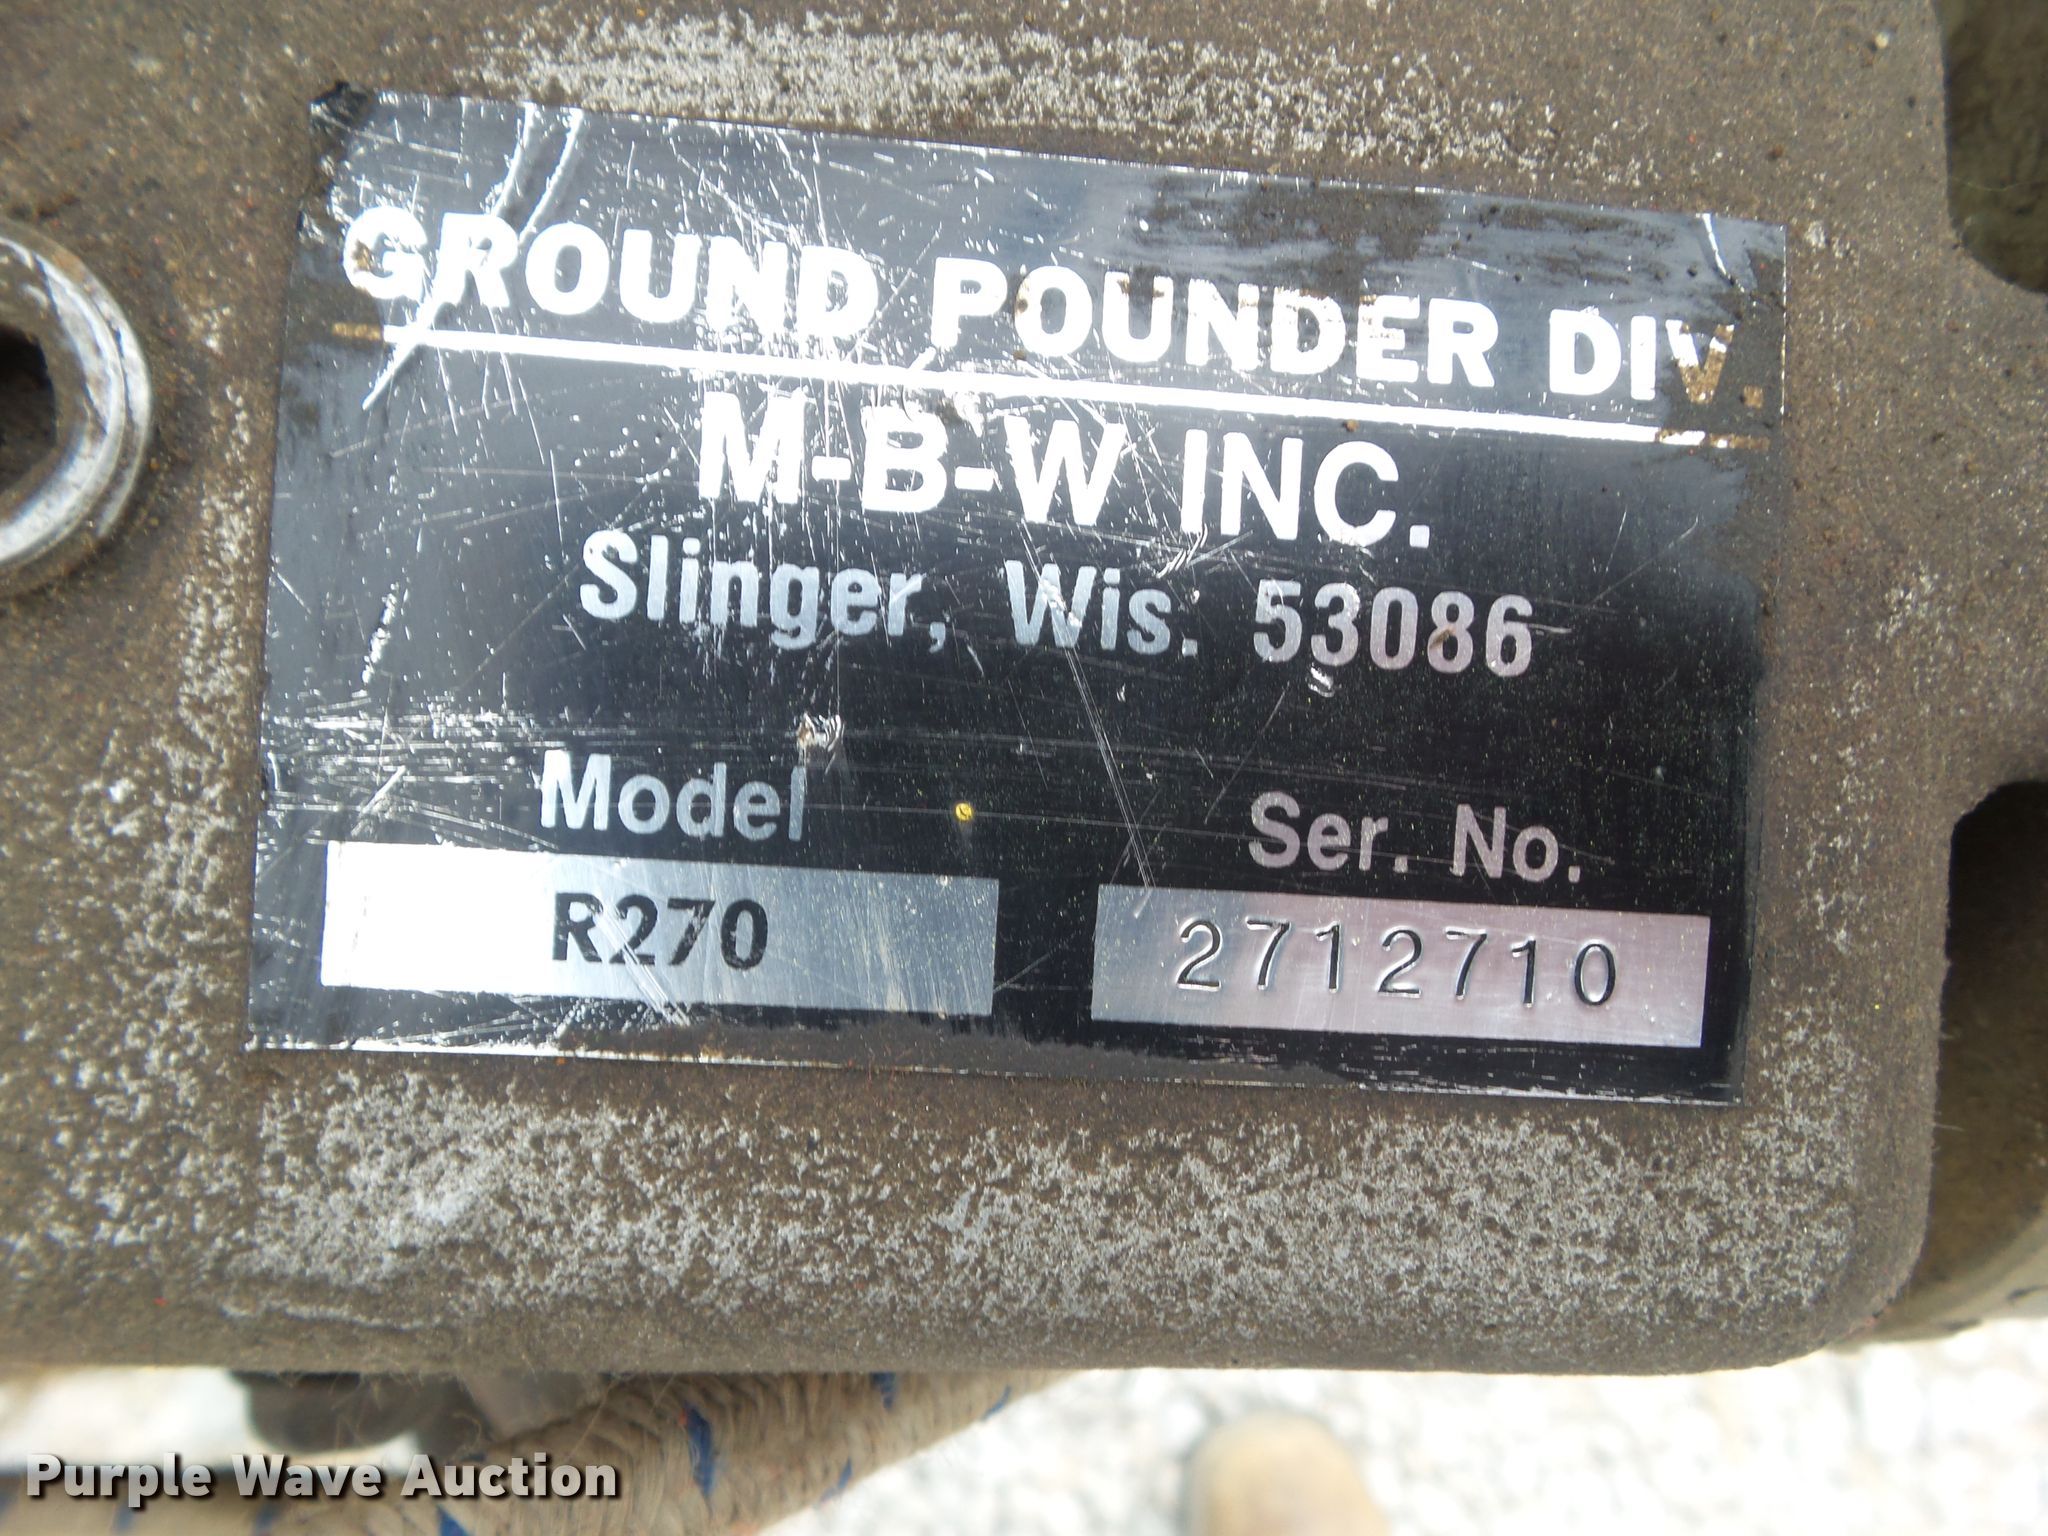 GROUND POUNDER DIV.
M-B-W INC.
Slinger, Wis. 53086
Model Ser. No.
R270 2712710
Purple Wave Auction